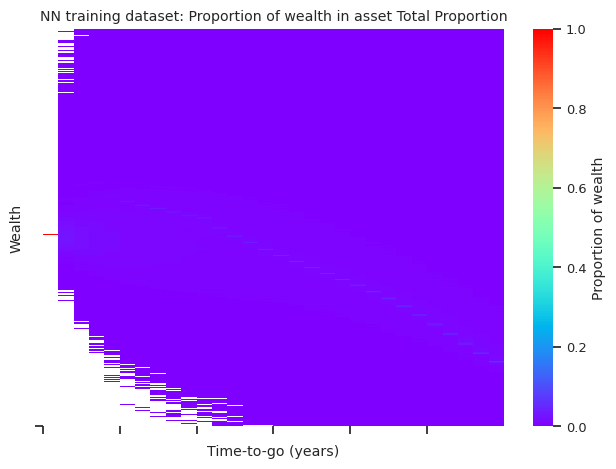 NN training dataset: Proportion of wealth in asset Total Proportion
Wealth
Time-to-go (years)
1.0
0.8
0.6
0.4
0.2
0.0
Proportion of wealth